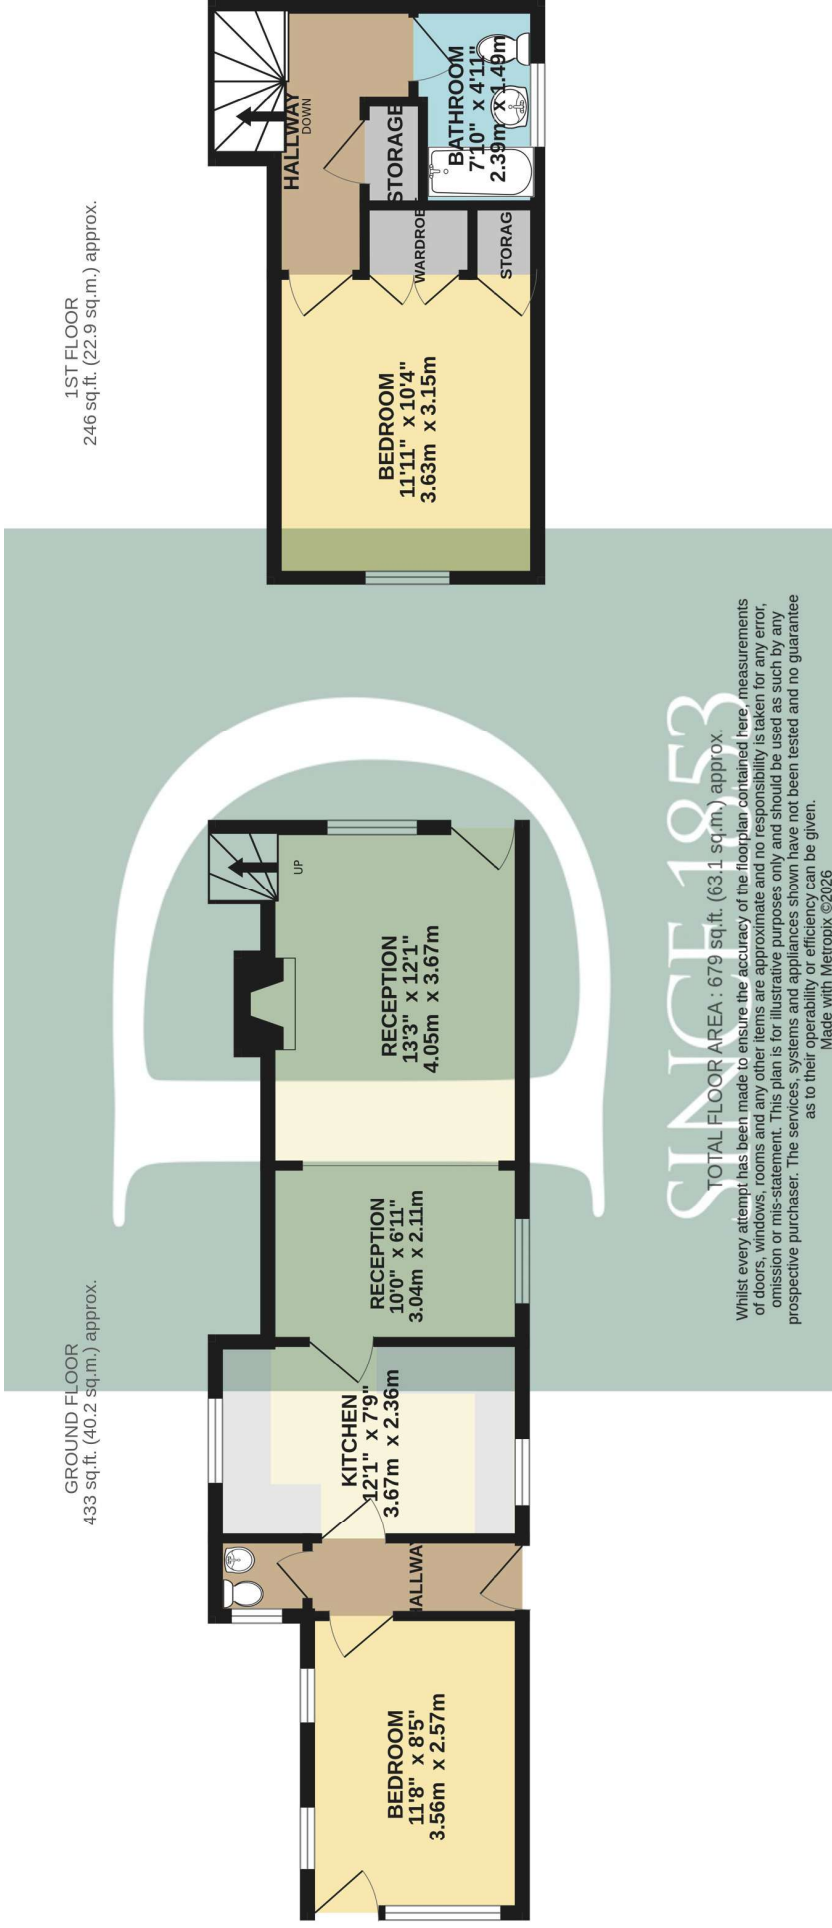 GROUND FLOOR
433 sq.ft. (40.2 sq.m.) approx.
1ST FLOOR
246 sq.ft. (22.9 sq.m.) approx.
BEDROOM
11'8" x 8'5"
3.56m x 2.57m
HALLWAY
KITCHEN
12'1" x 7'9"
3.67m x 2.36m
RECEPTION
10'0" x 6'11"
3.04m x 2.11m
RECEPTION
13'3" x 12'1"
4.05m x 3.67m
UP
BEDROOM
11'11" x 10'4"
3.63m x 3.15m
WARDROBE
STORAG
STORAGE
HALLWAY
DOWN
BATHROOM
7'10" x 4'11"
2.39m x 1.49m
D
SINCE 1853
TOTAL FLOOR AREA : 679 sq.ft. (63.1 sq.m.) approx.
Whilst every attempt has been made to ensure the accuracy of the floorplan contained here, measurements
of doors, windows, rooms and any other items are approximate and no responsibility is taken for any error,
omission or mis-statement. This plan is for illustrative purposes only and should be used as such by any
prospective purchaser. The services, systems and appliances shown have not been tested and no guarantee
as to their operability or efficiency can be given.
Made with Metropix ©2026